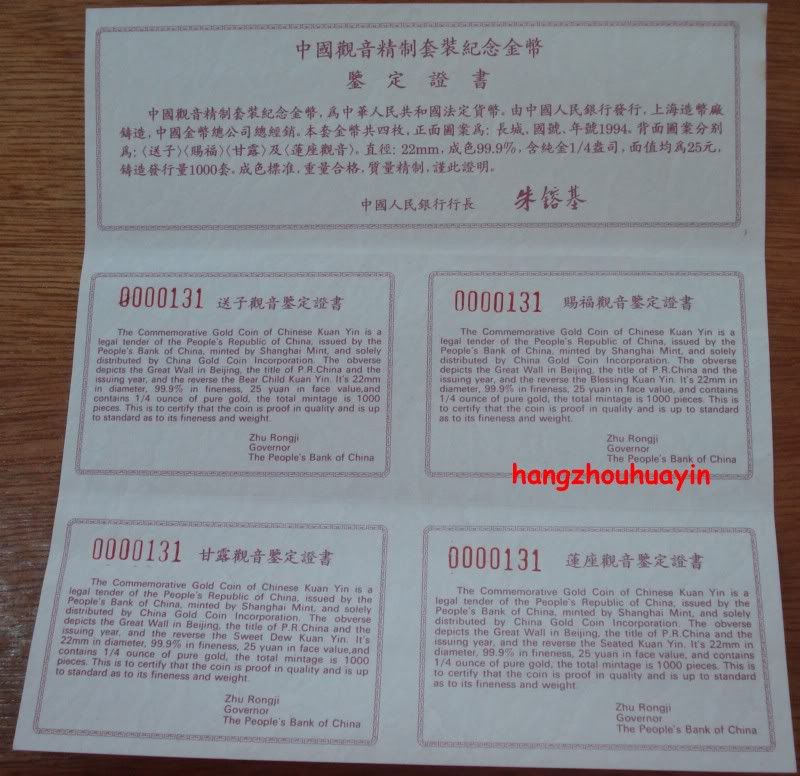 中國觀音精制套裝紀念金幣
鑒定證書
中國觀音精制套裝紀念金幣，爲中華人民共和國法定貨幣。由中國人民銀行發行，上海造幣廠
鑄造，中國金幣總公司總經銷。本套金幣共四枚，正面圖案爲：長城、國號、年號1994。背面圖案分别
爲：〈送子〉〈賜福〉〈甘露〉及〈蓮座觀音〉。直徑：22mm，成色99.9%，含純金1/4盎司，面值均爲25元，
鑄造發行量1000套。成色標准，重量合格，質量精制，謹此證明。
中國人民銀行行長 朱鎔基
0000131 送子觀音鑒定證書
The Commemorative Gold Coin of Chinese Kuan Yin is a
legal tender of the People's Republic of China, issued by the
People's Bank of China, minted by Shanghai Mint, and solely
distributed by China Gold Coin Incorporation. The obverse
depicts the Great Wall in Beijing, the title of P.R.China and the
issuing year, and the reverse the Bear Child Kuan Yin. It's 22mm
in diameter, 99.9% in fineness, 25 yuan in face value,and
contains 1/4 ounce of pure gold, the total mintage is 1000
pieces. This is to certify that the coin is proof in quality and is up
to standard as to its fineness and weight.
Zhu Rongji
Governor
The People's Bank of China
0000131 賜福觀音鑒定證書
The Commemorative Gold Coin of Chinese Kuan Yin is a
legal tender of the People's Republic of China, issued by the
People's Bank of China, minted by Shanghai Mint, and solely
distributed by China Gold Coin Incorporation. The obverse
depicts the Great Wall in Beijing, the title of P.R.China and the
issuing year, and the reverse the Blessing Kuan Yin. It's 22mm
in diameter, 99.9% in fineness, 25 yuan in face value, and
contains 1/4 ounce of pure gold, the total mintage is 1000
pieces. This is to certify that the coin is proof in quality and is up
to standard as to its fineness and weight.
Zhu Rongji
Governor
The People's Bank of China
hangzhouhuayin
0000131 甘露觀音鑒定證書
The Commemorative Gold Coin of Chinese Kuan Yin is a
legal tender of the People's Republic of China, issued by the
People's Bank of China, minted by Shanghai Mint, and solely
distributed by China Gold Coin Incorporation. The obverse
depicts the Great Wall in Beijing, the title of P.R.China and the
issuing year, and the reverse the Sweet Dew Kuan Yin. It's
22mm in diameter, 99.9% in fineness, 25 yuan in face value,and
contains 1/4 ounce of pure gold, the total mintage is 1000
pieces. This is to certify that the coin is proof in quality and is up
to standard as to its fineness and weight.
Zhu Rongji
Governor
The People's Bank of China
0000131 蓮座觀音鑒定證書
The Commemorative Gold Coin of Chinese Kuan Yin is a
legal tender of the People's Republic of China, issued by the
People's Bank of China, minted by Shanghai Mint, and solely
distributed by China Gold Coin Incorporation. The obverse
depicts the Great Wall in Beijing, the title of P.R.China and the
issuing year, and the reverse the Seated Kuan Yin. It's 22mm in
diameter, 99.9% in fineness, 25 yuan in face value, and contains
1/4 ounce of pure gold, the total mintage is 1000 pieces. This is
to certify that the coin is proof in quality and is up to standard
as to its fineness and weight.
Zhu Rongji
Governor
The People's Bank of China